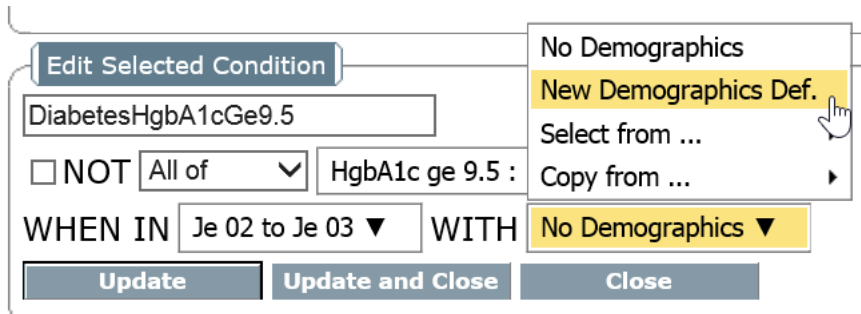 Edit Selected Condition
DiabetesHgbA1cGe9.5
NOT All of HgbA1c ge 9.5 :
WHEN IN Je 02 to Je 03 ▼ WITH No Demographics ▼
No Demographics
New Demographics Def.
Select from ...
Copy from ...
Update Update and Close Close